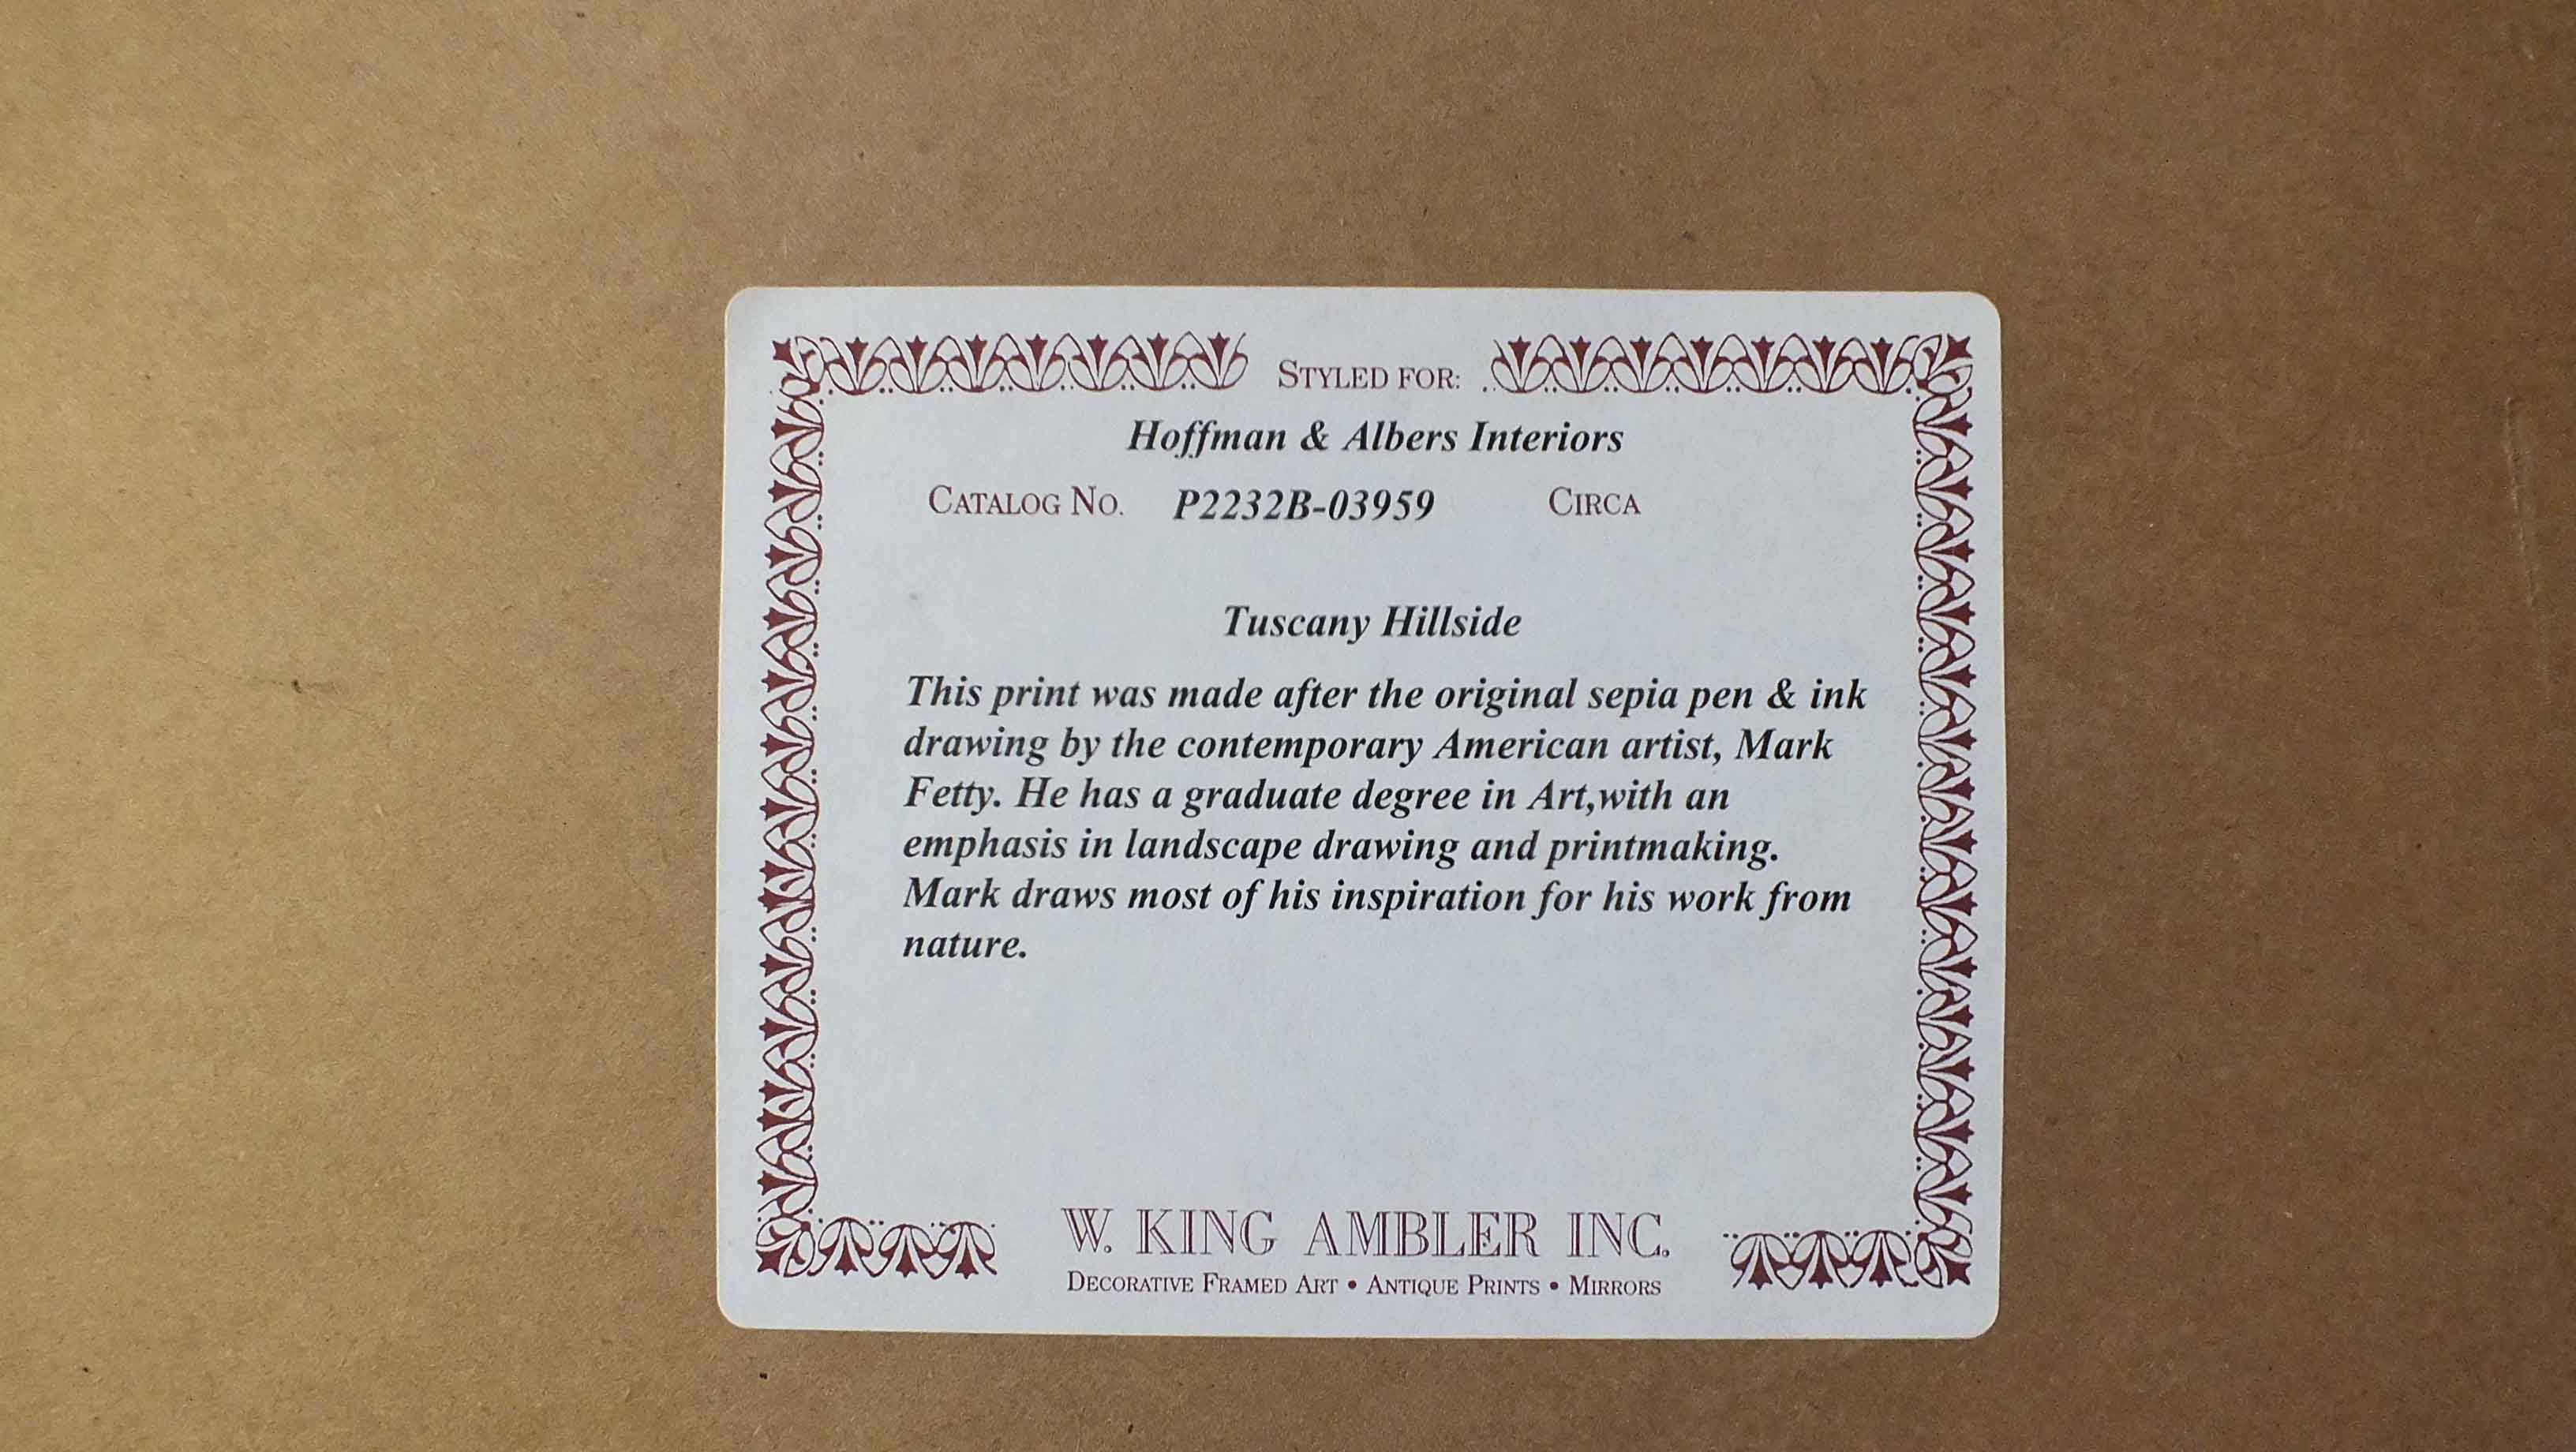 STYLED FOR:
Hoffman & Albers Interiors
CATALOG NO. P2232B-03959 CIRCA
Tuscany Hillside
This print was made after the original sepia pen & ink
drawing by the contemporary American artist, Mark
Fetty. He has a graduate degree in Art,with an
emphasis in landscape drawing and printmaking.
Mark draws most of his inspiration for his work from
nature.
W. KING AMBLER INC.
DECORATIVE FRAMED ART • ANTIQUE PRINTS • MIRRORS